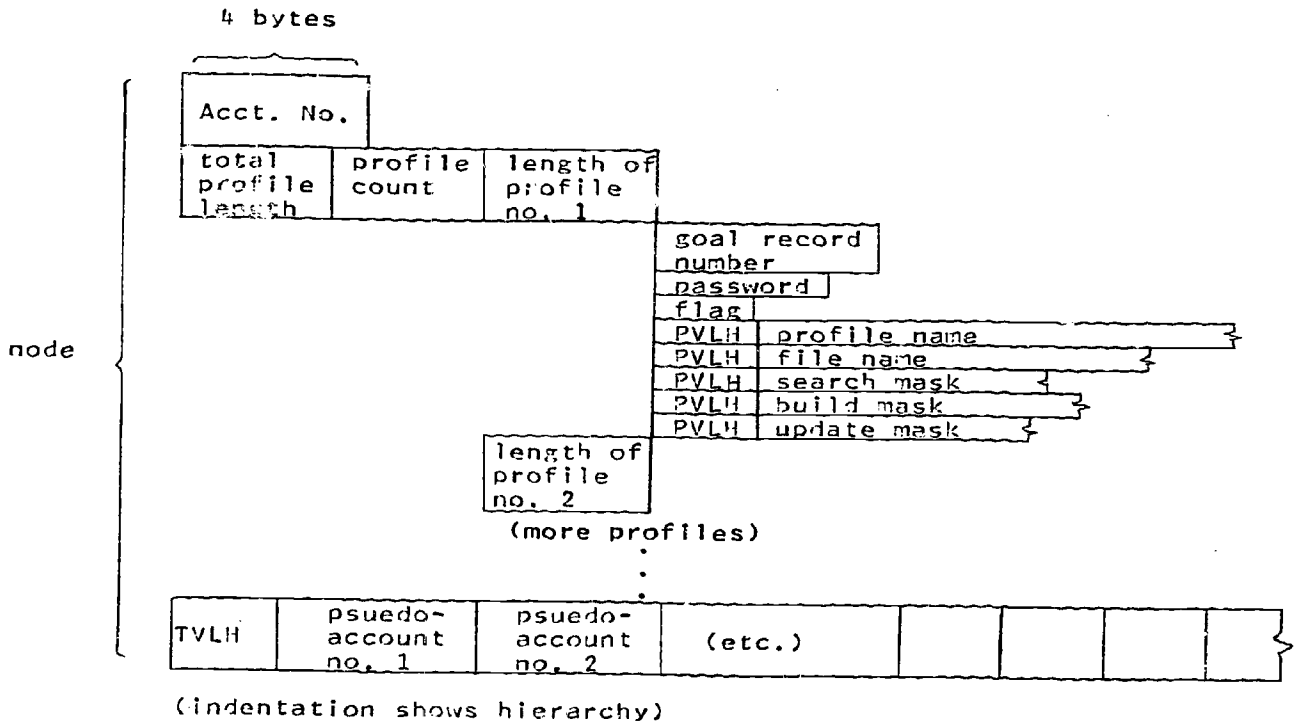 4 bytes
Acct. No.
total profile length
profile count
length of profile no. 1
goal record number
password
flag
PVLH profile name
PVLH file name
PVLH search mask
PVLH build mask
PVLH update mask
node
length of profile no. 2
(more profiles)
TVLH
psuedo-account no. 1
psuedo-account no. 2
(etc.)
(indentation shows hierarchy)